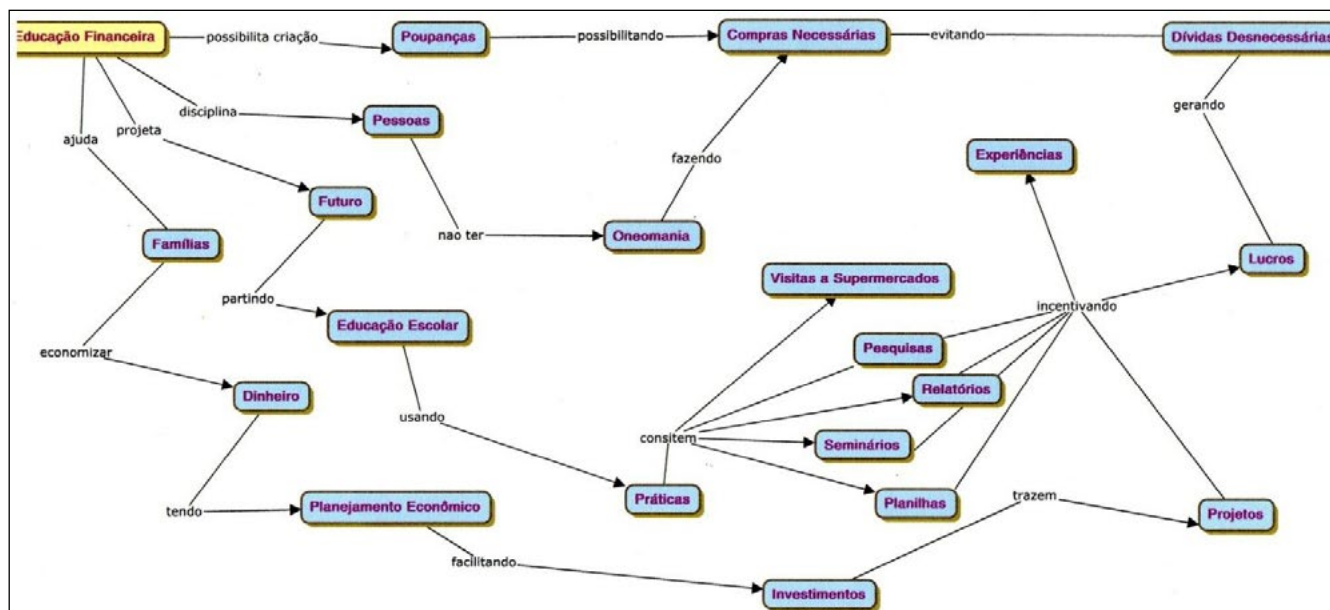 Educação Financeira
possibilita criação
Poupanças
possibilitando
Compras Necessárias
evitando
Dívidas Desnecessárias
disciplina
Pessoas
gerando
ajuda
projeta
fazendo
Experiências
Futuro
nao ter
Oneomania
Famílias
Lucros
Visitas a Supermercados
partindo
incentivando
Educação Escolar
economizar
Pesquisas
Dinheiro
Relatórios
usando
consitem
Seminários
tendo
Planejamento Econômico
Práticas
Planilhas
trazem
Projetos
facilitando
Investimentos